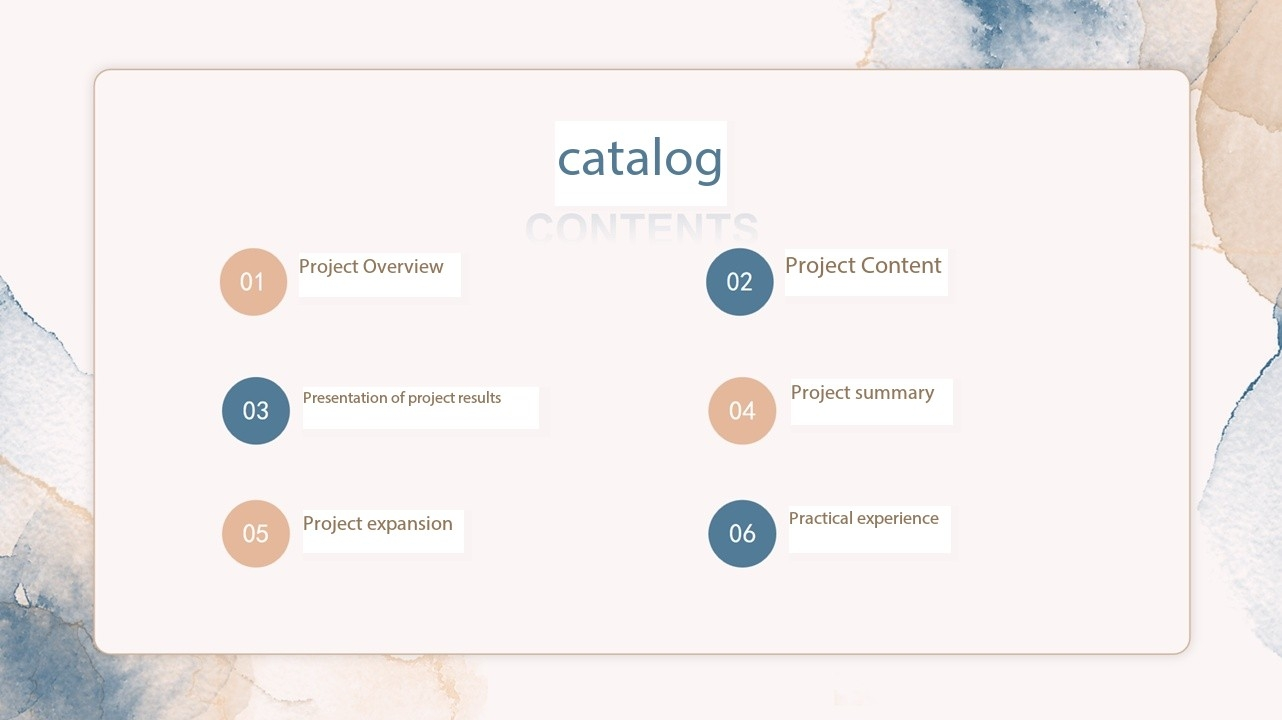 catalog
CONTENTS
01 Project Overview
02 Project Content
03 Presentation of project results
04 Project summary
05 Project expansion
06 Practical experience